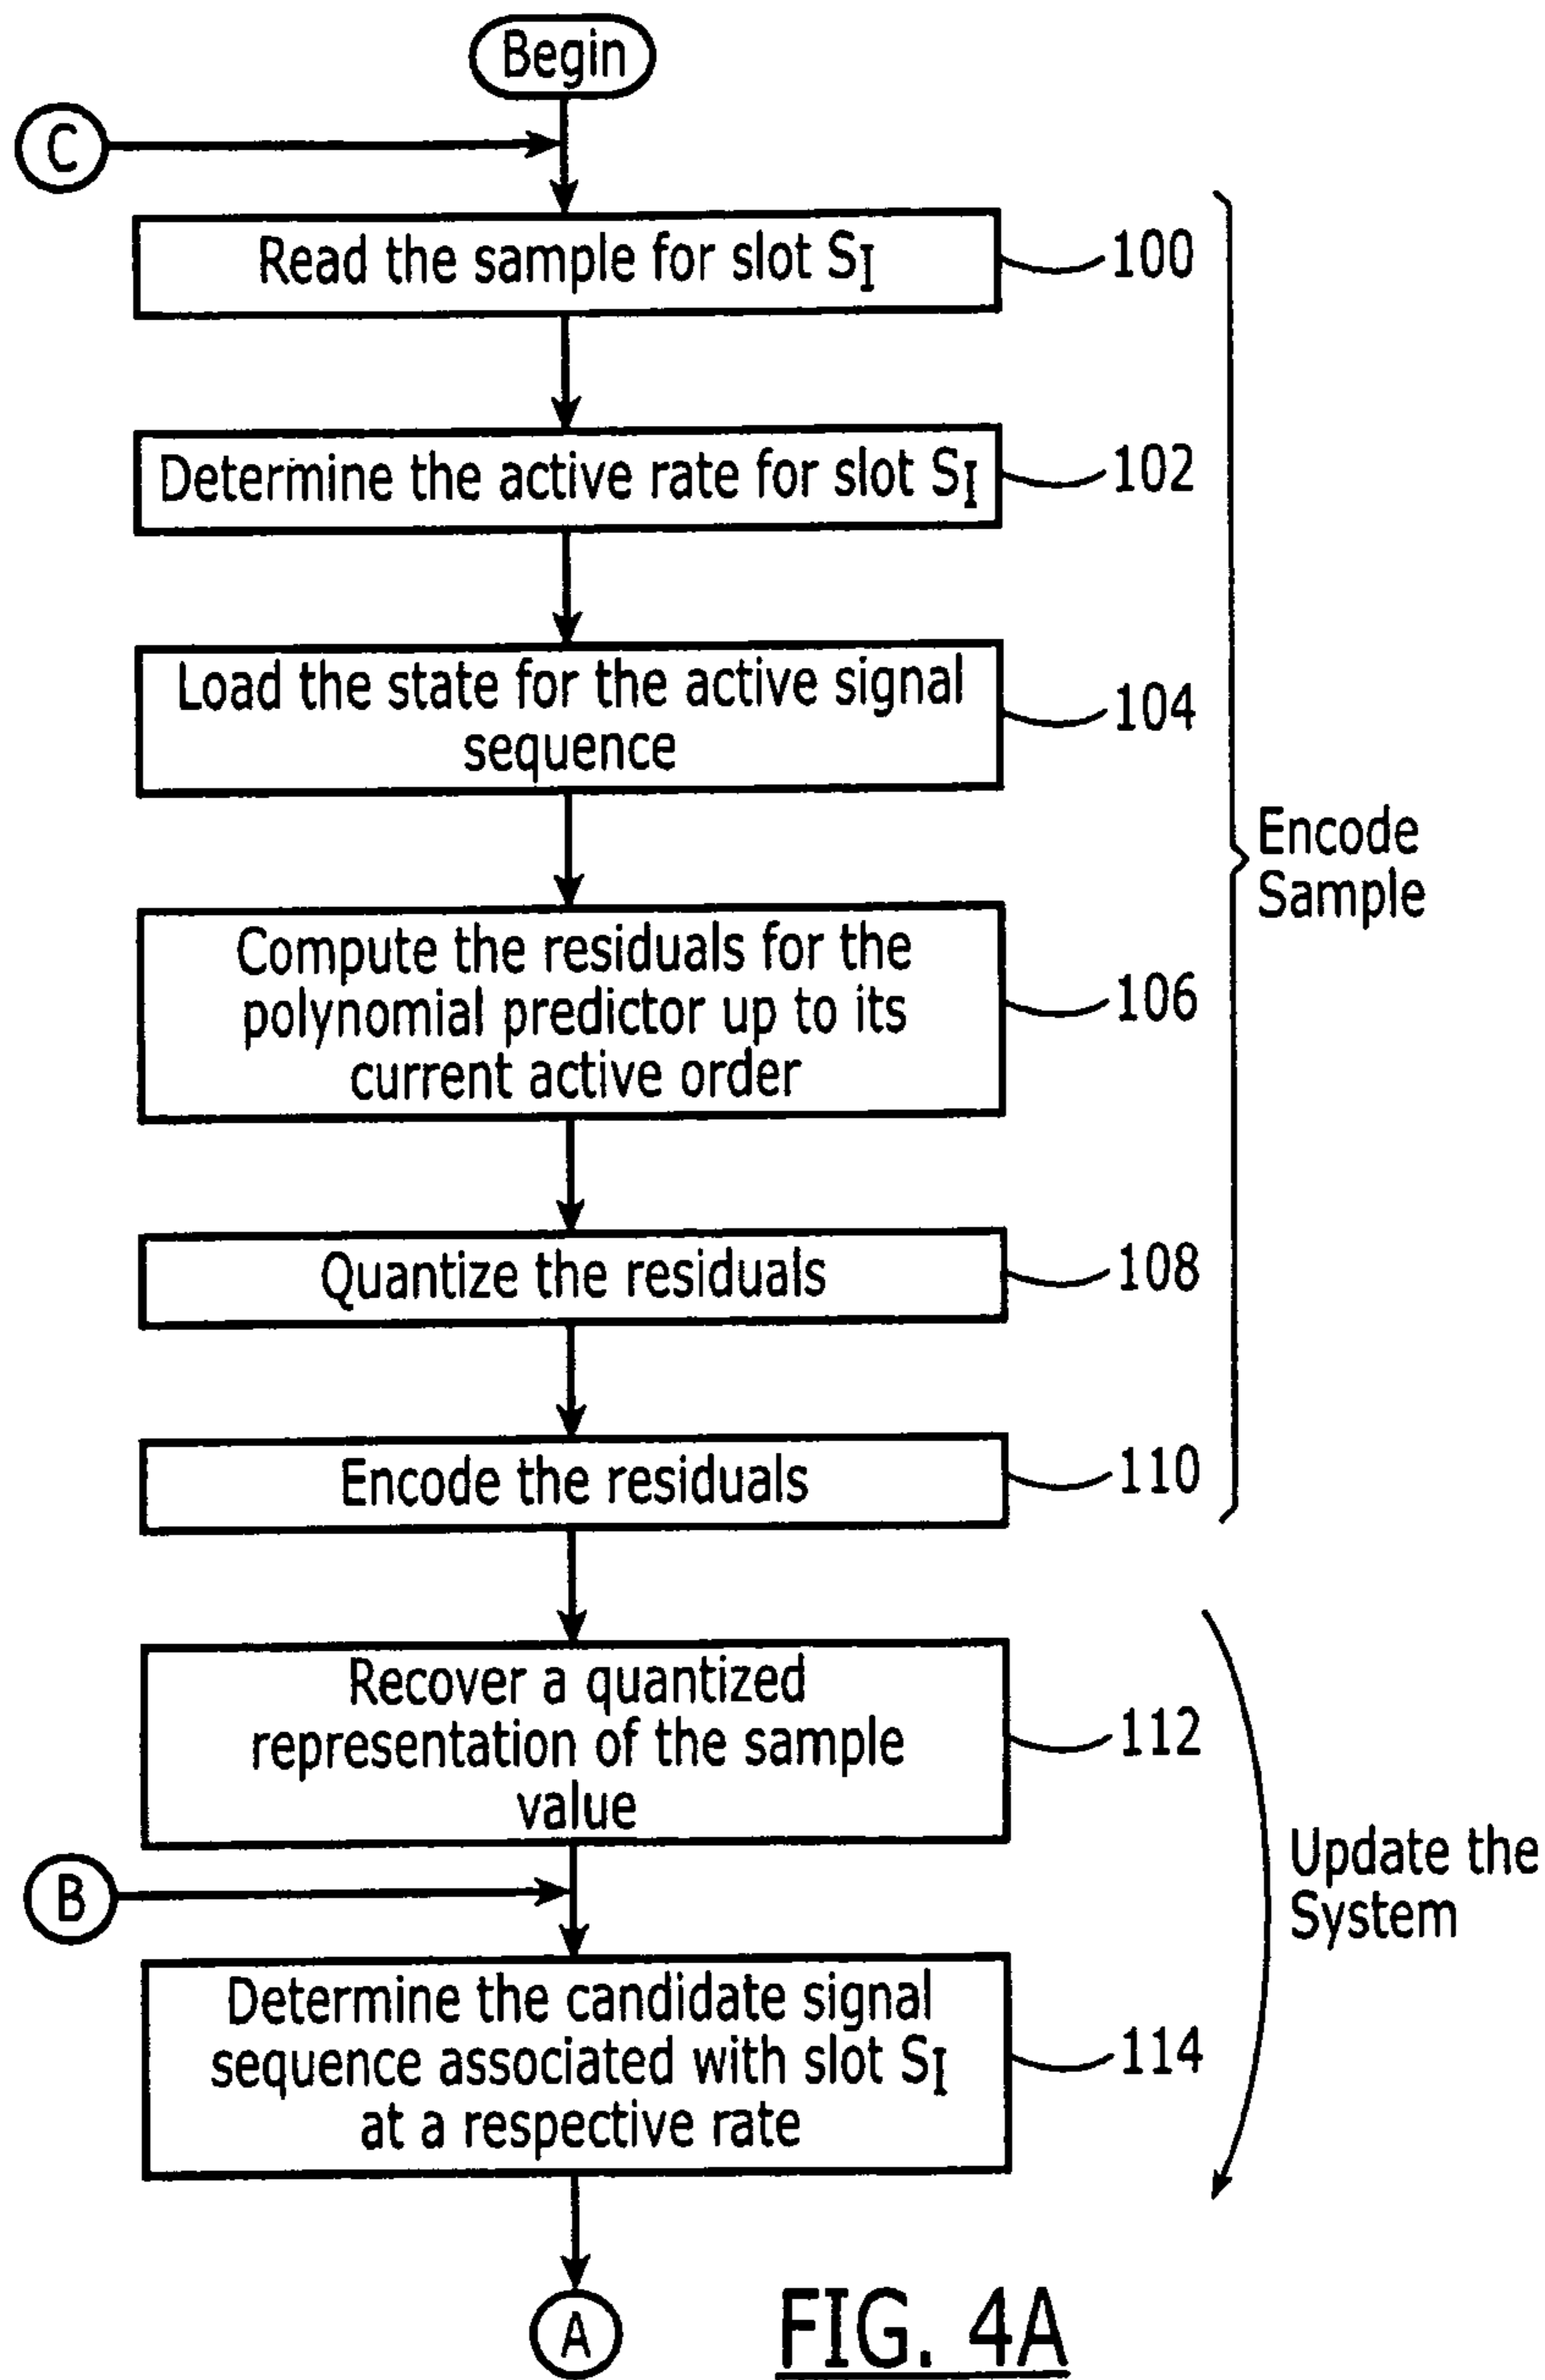 Begin
C
Read the sample for slot SI
100
Determine the active rate for slot SI
102
Load the state for the active signal
sequence
104
Compute the residuals for the
polynomial predictor up to its
current active order
106
Encode
Sample
Quantize the residuals
108
Encode the residuals
110
Recover a quantized
representation of the sample
value
112
B
Update the
System
Determine the candidate signal
sequence associated with slot SI
at a respective rate
114
A
FIG. 4A